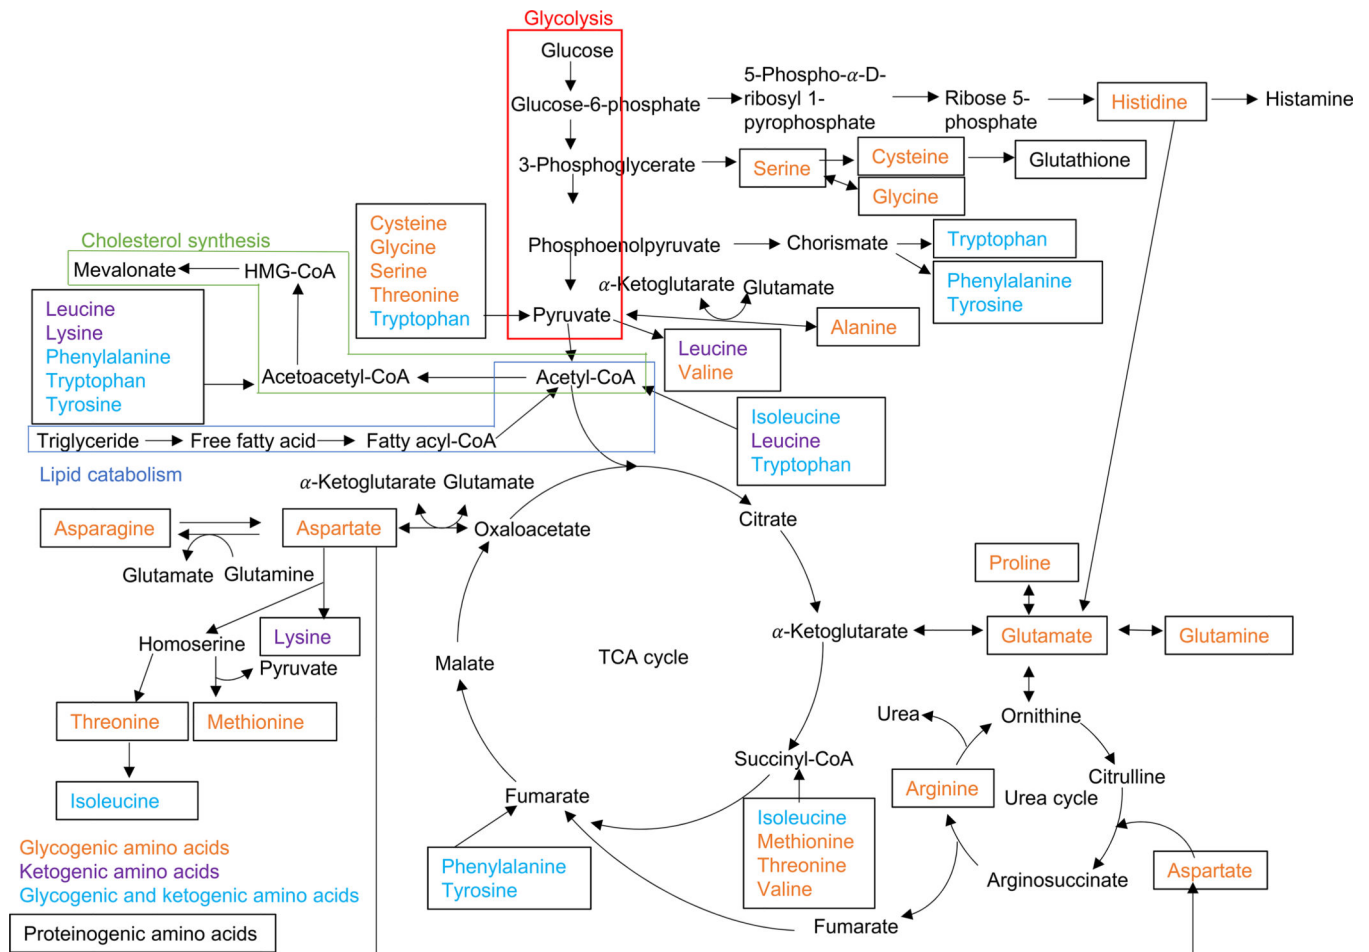 Glycolysis
Glucose
Glucose-6-phosphate
5-Phospho-α-D-
ribosyl 1-
pyrophosphate
Ribose 5-
phosphate
Histidine
Histamine
3-Phosphoglycerate
Serine
Cysteine
Glycine
Glutathione
Phosphoenolpyruvate
Chorismate
Tryptophan
Phenylalanine
Tyrosine
Cysteine
Glycine
Serine
Threonine
Tryptophan
Pyruvate
α-Ketoglutarate
Glutamate
Alanine
Leucine
Valine
Cholesterol synthesis
Mevalonate
HMG-CoA
Leucine
Lysine
Phenylalanine
Tryptophan
Tyrosine
Acetoacetyl-CoA
Acetyl-CoA
Isoleucine
Leucine
Tryptophan
Triglyceride
Free fatty acid
Fatty acyl-CoA
Lipid catabolism
α-Ketoglutarate
Glutamate
Asparagine
Aspartate
Oxaloacetate
Glutamate
Glutamine
Homoserine
Lysine
Pyruvate
Threonine
Methionine
Isoleucine
Citrate
TCA cycle
Malate
α-Ketoglutarate
Proline
Glutamate
Glutamine
Succinyl-CoA
Fumarate
Phenylalanine
Tyrosine
Isoleucine
Methionine
Threonine
Valine
Urea
Ornithine
Citrulline
Arginine
Urea cycle
Arginosuccinate
Aspartate
Fumarate
Glycogenic amino acids
Ketogenic amino acids
Glycogenic and ketogenic amino acids
Proteinogenic amino acids